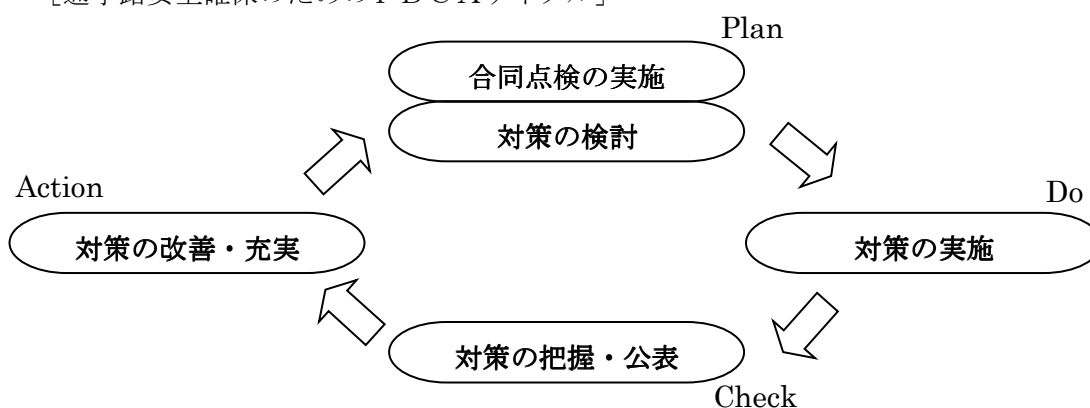 Plan
合同点検の実施
対策の検討
Action
Do
対策の改善・充実
対策の実施
対策の把握・公表
Check